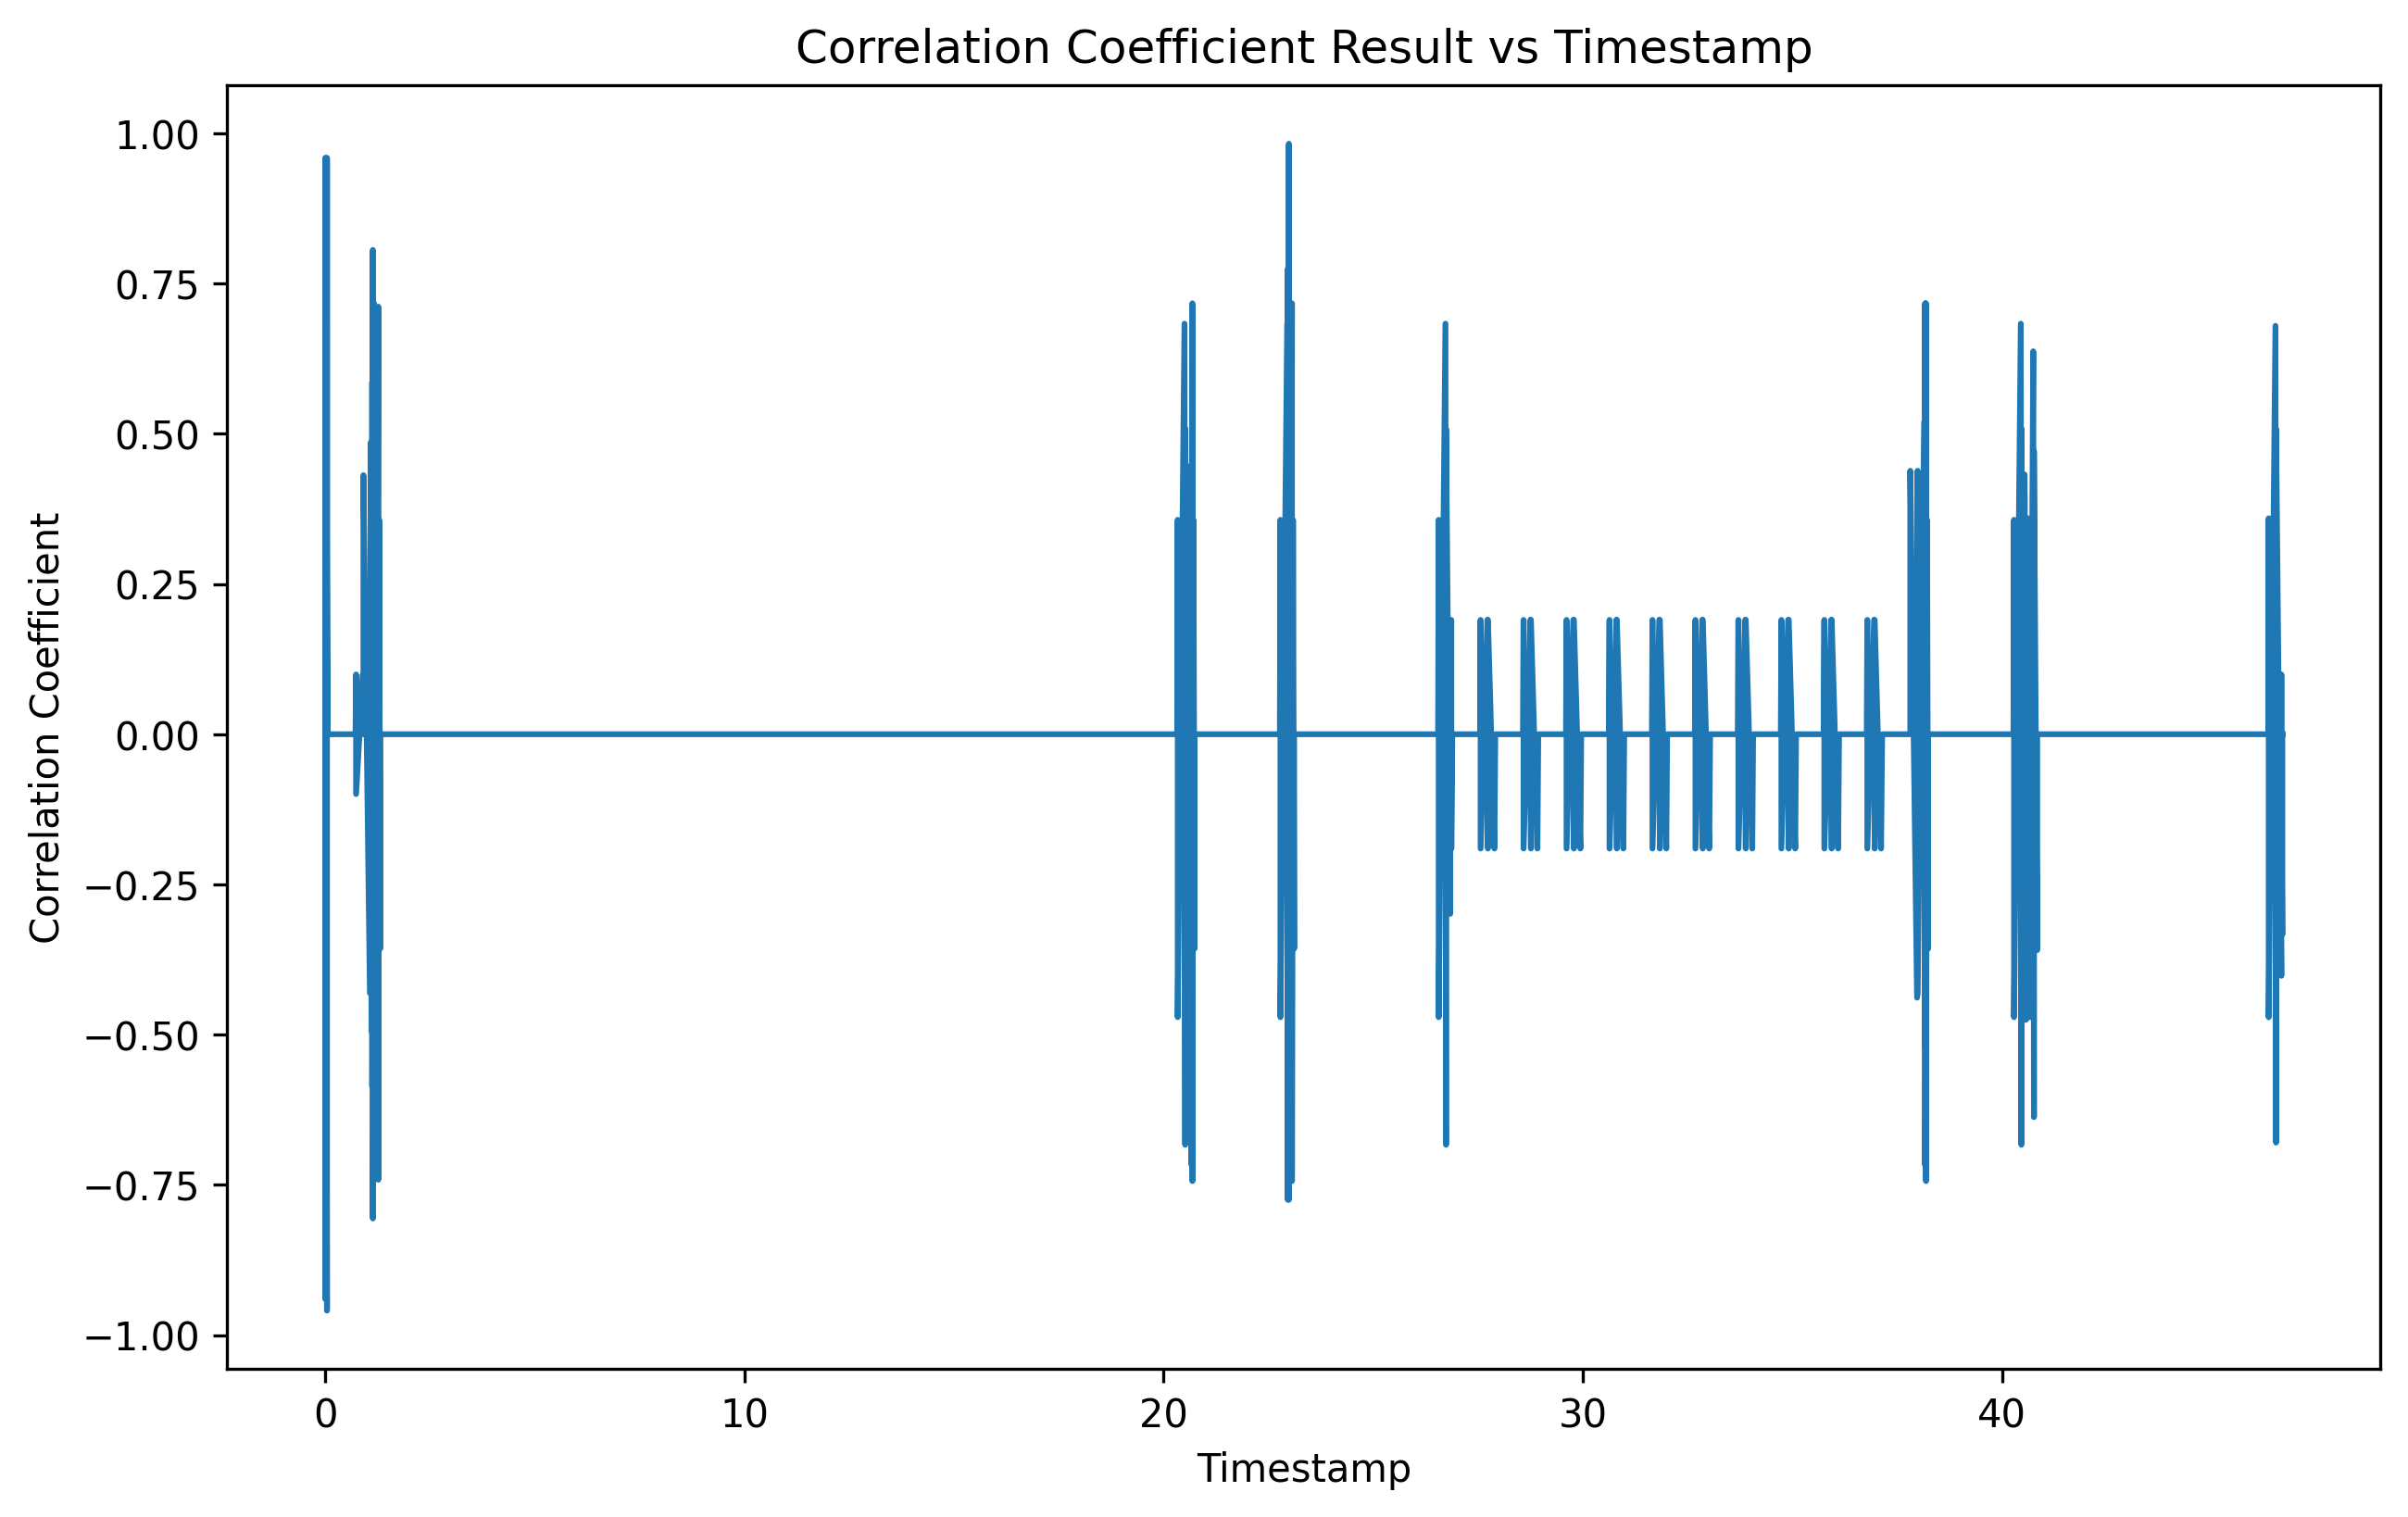 Correlation Coefficient Result vs Timestamp
1.00
0.75
0.50
0.25
0.00
−0.25
−0.50
−0.75
−1.00
Correlation Coefficient
0 10 20 30 40
Timestamp